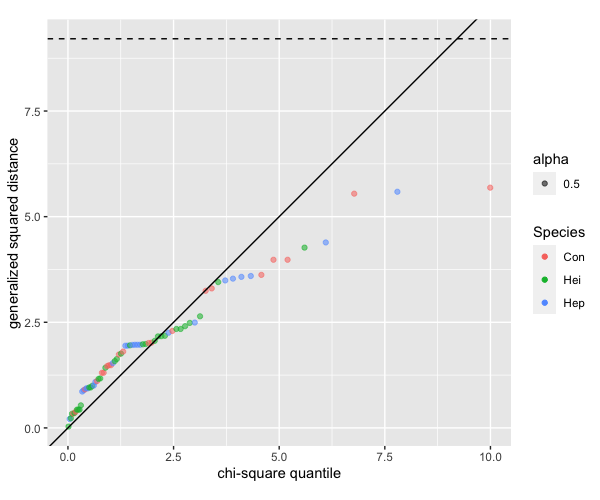 generalized squared distance
7.5
5.0
2.5
0.0
0.0 2.5 5.0 7.5 10.0
chi-square quantile
alpha
0.5
Species
Con
Hei
Hep